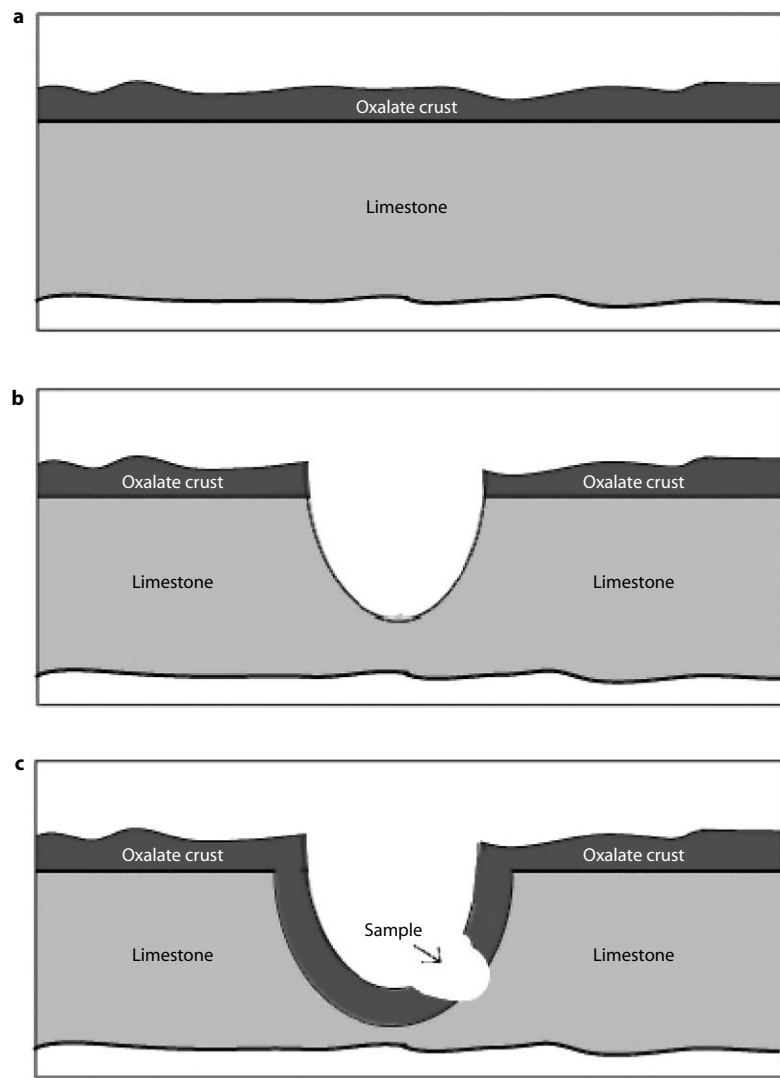 a
Oxalate crust
Limestone
b
Oxalate crust
Oxalate crust
Limestone
Limestone
c
Oxalate crust
Oxalate crust
Sample
Limestone
Limestone